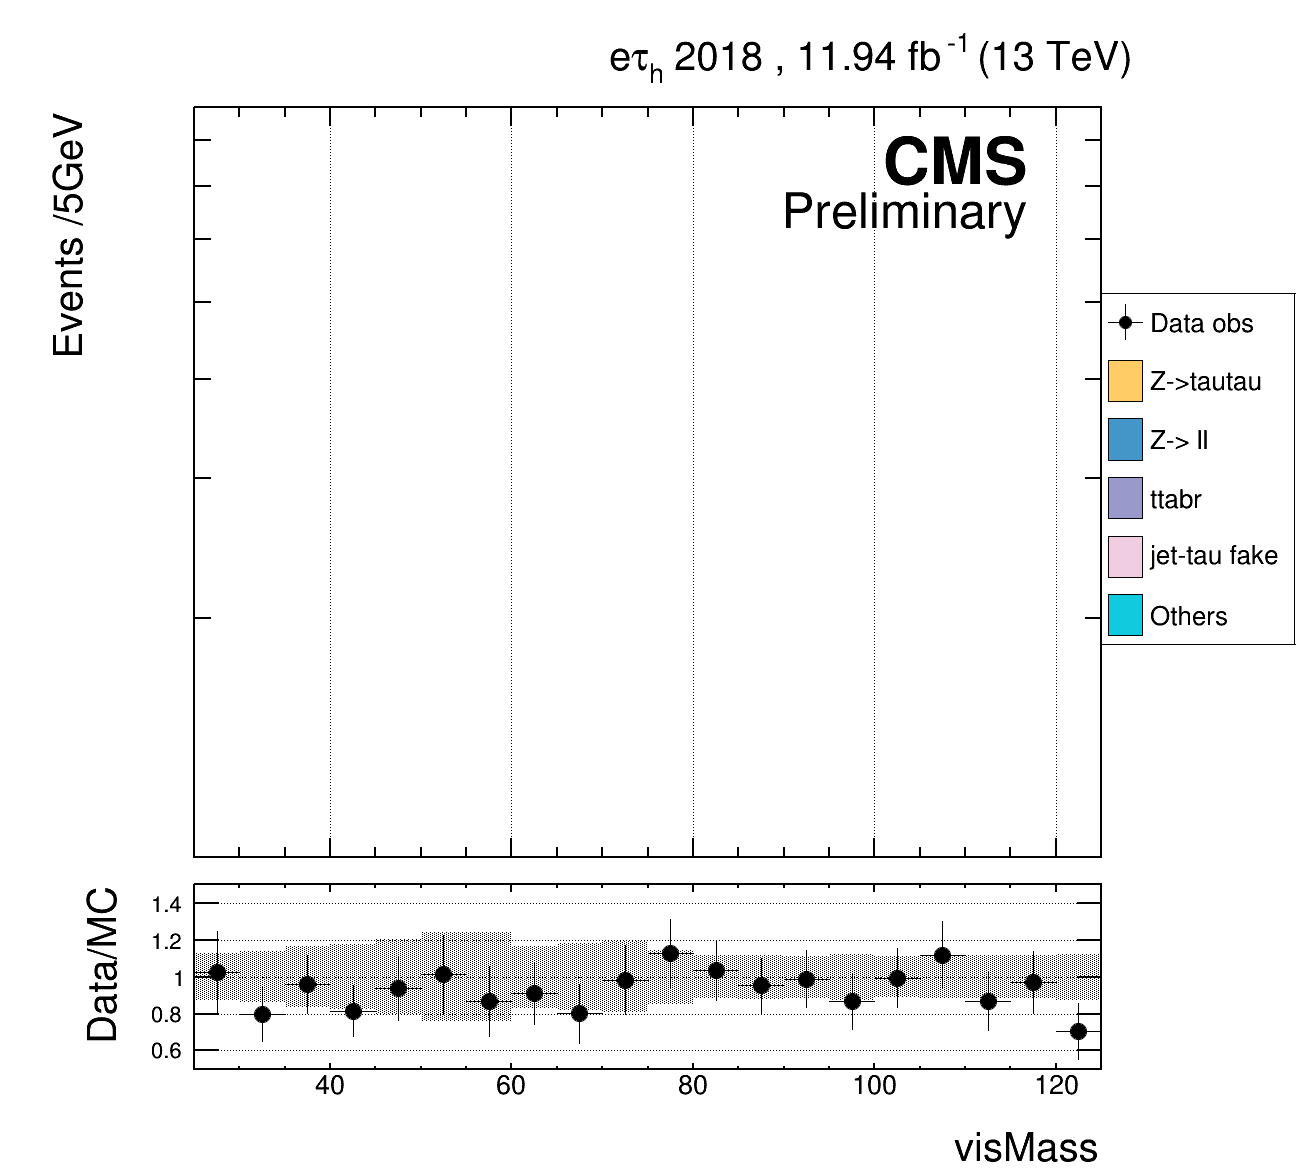 eτh 2018 , 11.94 fb-1 (13 TeV)
Events /5GeV
CMS
Preliminary
Data obs
Z->tautau
Z-> ll
ttabr
jet-tau fake
Others
Data/MC
1.4
1.2
1
0.8
0.6
40 60 80 100 120
visMass